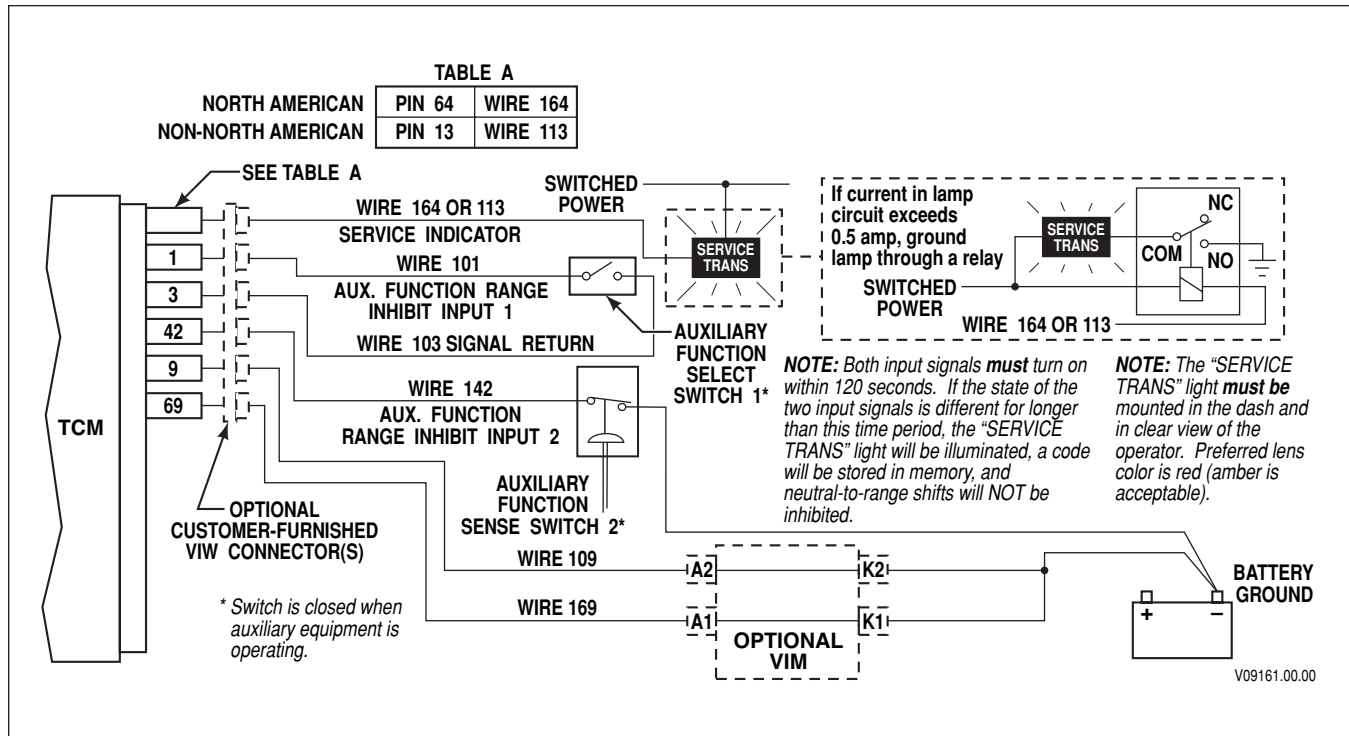 TABLE A
NORTH AMERICAN PIN 64 WIRE 164
NON-NORTH AMERICAN PIN 13 WIRE 113
SEE TABLE A
TCM
1
3
42
9
69
WIRE 164 OR 113
SERVICE INDICATOR
WIRE 101
AUX. FUNCTION RANGE
INHIBIT INPUT 1
WIRE 103 SIGNAL RETURN
WIRE 142
AUX. FUNCTION
RANGE INHIBIT INPUT 2
SWITCHED
POWER
SERVICE
TRANS
AUXILIARY
FUNCTION
SELECT
SWITCH 1*
If current in lamp
circuit exceeds
0.5 amp, ground
lamp through a relay
SERVICE
TRANS
NC
COM
NO
SWITCHED
POWER
WIRE 164 OR 113
NOTE: Both input signals must turn on
within 120 seconds. If the state of the
two input signals is different for longer
than this time period, the “SERVICE
TRANS” light will be illuminated, a code
will be stored in memory, and
neutral-to-range shifts will NOT be
inhibited.
NOTE: The “SERVICE
TRANS” light must be
mounted in the dash and
in clear view of the
operator. Preferred lens
color is red (amber is
acceptable).
AUXILIARY
FUNCTION
SENSE SWITCH 2*
OPTIONAL
CUSTOMER-FURNISHED
VIW CONNECTOR(S)
WIRE 109
A2
K2
WIRE 169
A1
K1
OPTIONAL
VIM
BATTERY
GROUND
+ –
* Switch is closed when
auxiliary equipment is
operating.
V09161.00.00